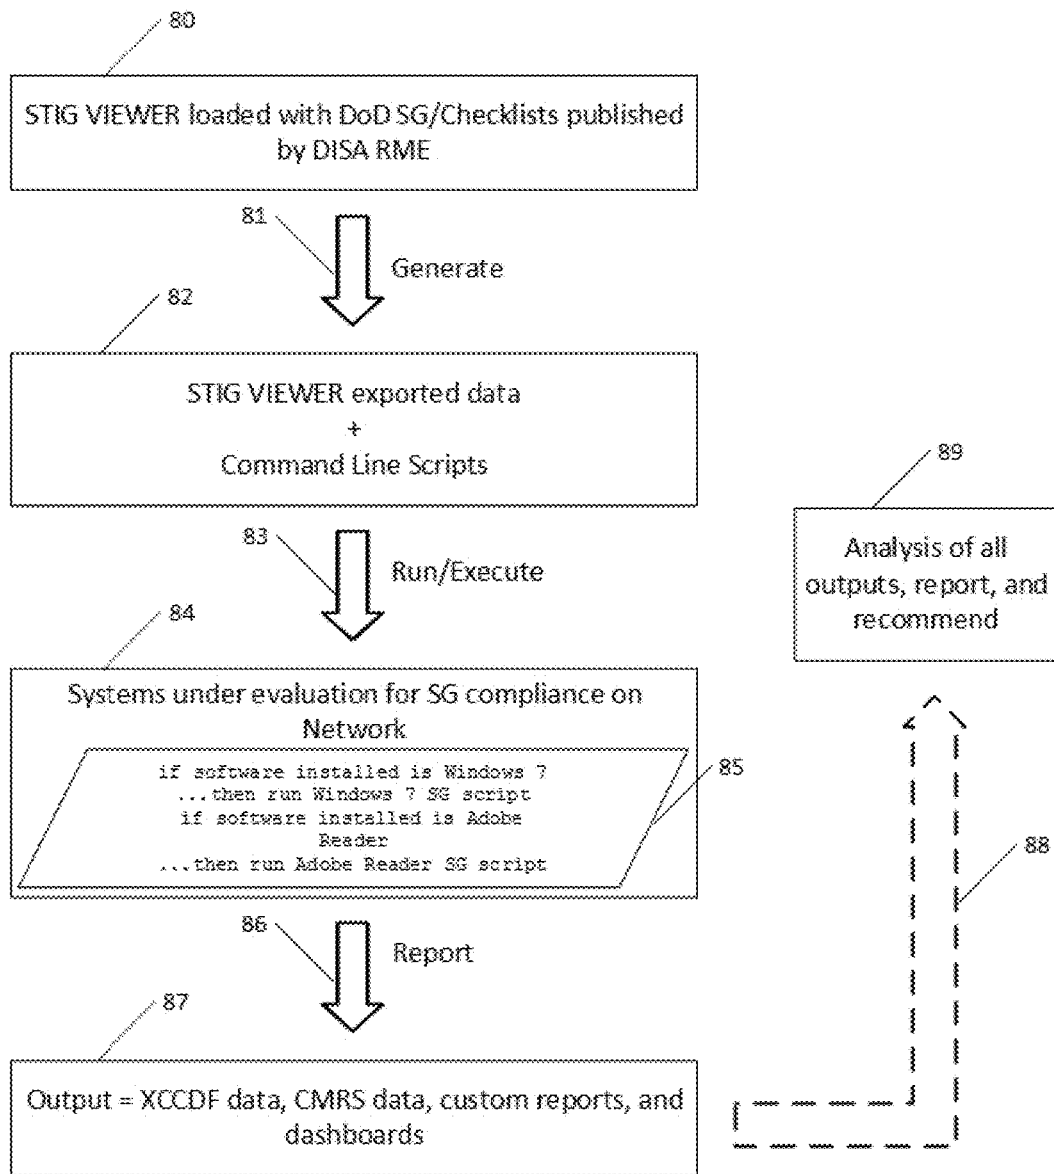 80
STIG VIEWER loaded with DoD SG/Checklists published
by DISA RME
81
Generate
82
STIG VIEWER exported data
+
Command Line Scripts
83
Run/Execute
84
Systems under evaluation for SG compliance on
Network
if software installed is Windows 7
...then run Windows 7 SG script
if software installed is Adobe
Reader
...then run Adobe Reader SG script
85
86
Report
87
Output = XCCDF data, CMRS data, custom reports, and
dashboards
88
89
Analysis of all
outputs, report, and
recommend